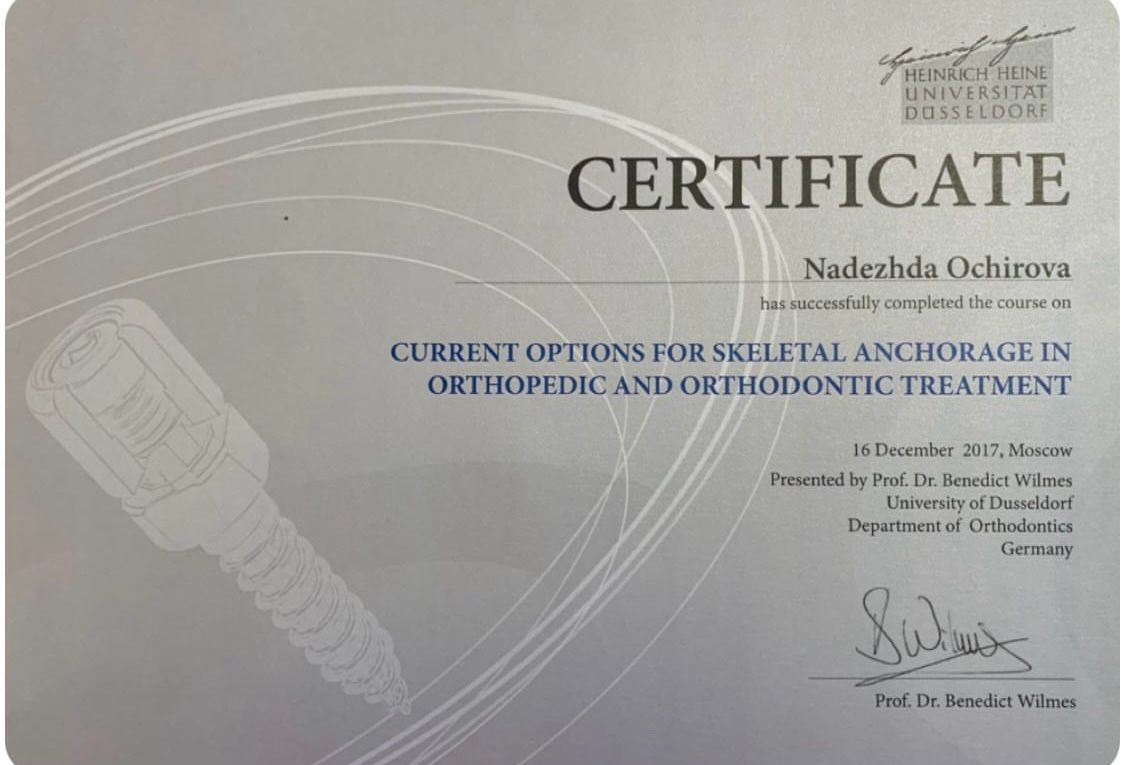 HEINRICH HEINE
UNIVERSITÄT
DÜSSELDORF
CERTIFICATE
Nadezhda Ochirova
has successfully completed the course on
CURRENT OPTIONS FOR SKELETAL ANCHORAGE IN
ORTHOPEDIC AND ORTHODONTIC TREATMENT
16 December 2017, Moscow
Presented by Prof. Dr. Benedict Wilmes
University of Dusseldorf
Department of Orthodontics
Germany
Prof. Dr. Benedict Wilmes